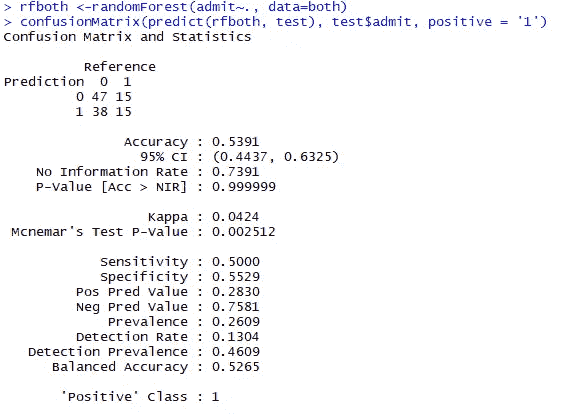 > rfboth <-randomForest(admit~., data=both)
> confusionMatrix(predict(rfboth, test), test$admit, positive = '1')
Confusion Matrix and Statistics
Reference
Prediction 0 1
0 47 15
1 38 15
Accuracy : 0.5391
95% CI : (0.4437, 0.6325)
No Information Rate : 0.7391
P-Value [Acc > NIR] : 0.999999
Kappa : 0.0424
Mcnemar's Test P-Value : 0.002512
Sensitivity : 0.5000
Specificity : 0.5529
Pos Pred Value : 0.2830
Neg Pred Value : 0.7581
Prevalence : 0.2609
Detection Rate : 0.1304
Detection Prevalence : 0.4609
Balanced Accuracy : 0.5265
'Positive' Class : 1